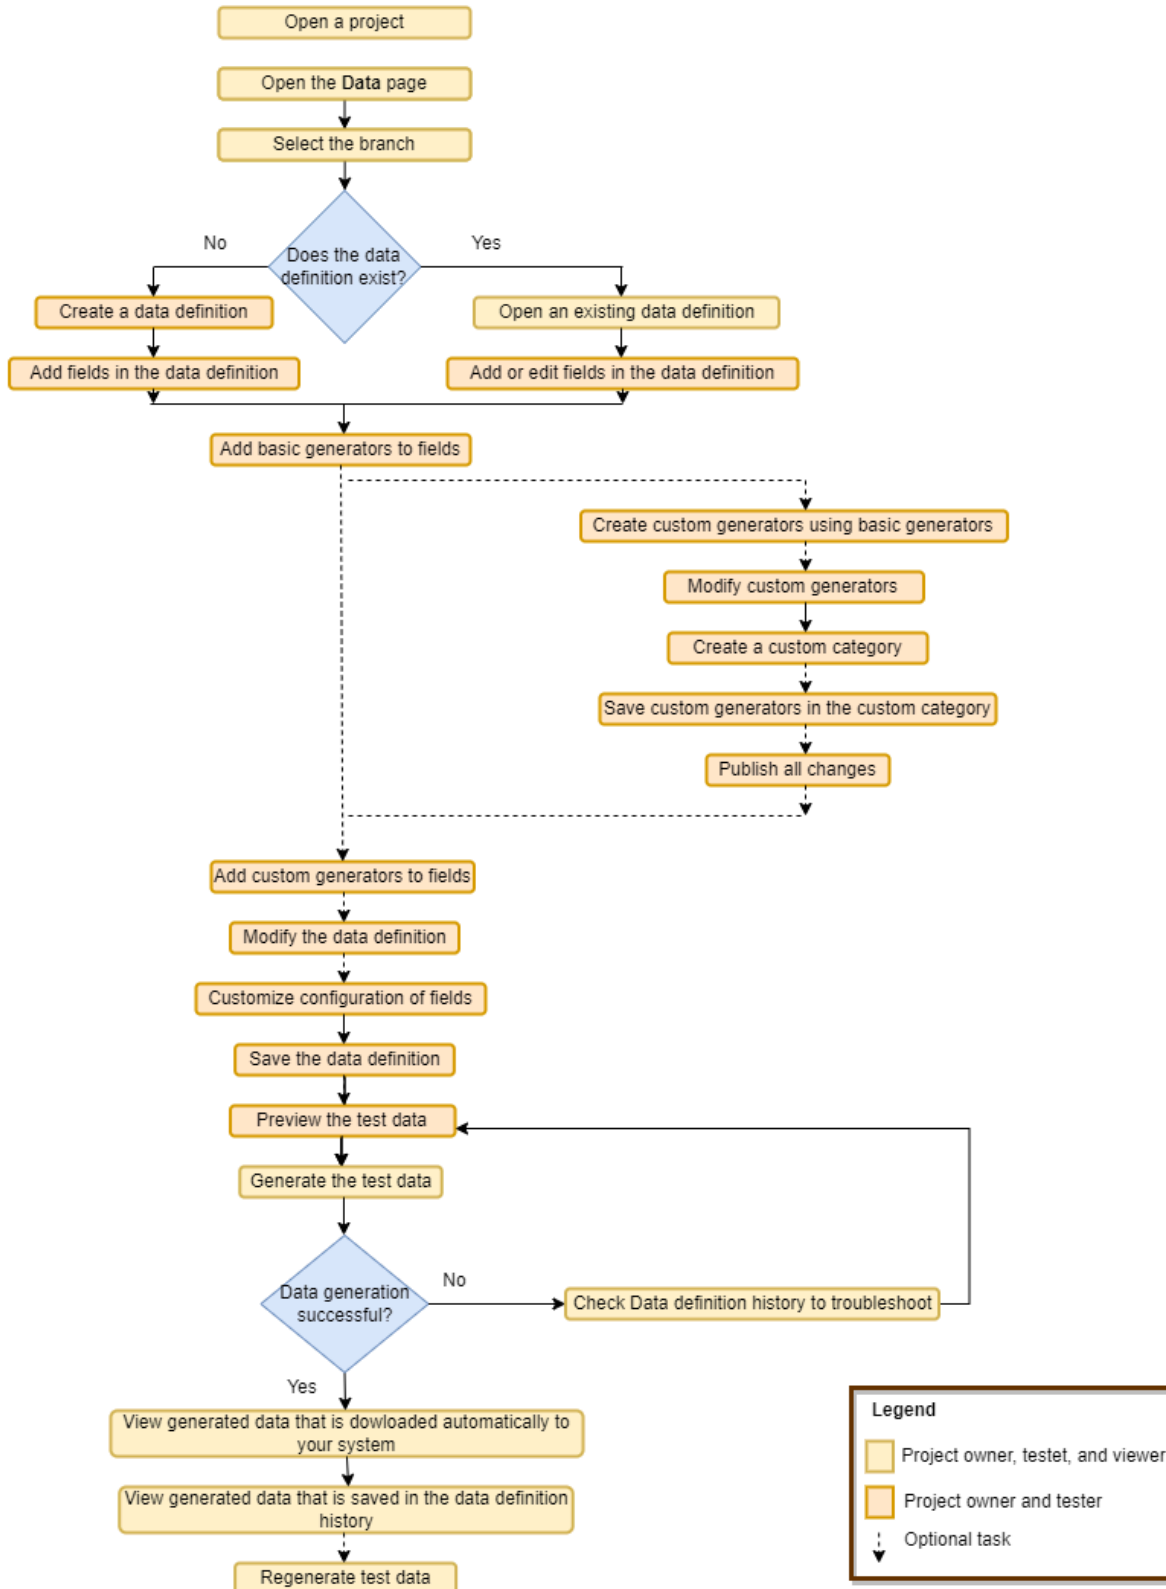 Open a project
Open the Data page
Select the branch
No
Yes
Does the data
definition exist?
Create a data definition
Open an existing data definition
Add fields in the data definition
Add or edit fields in the data definition
Add basic generators to fields
Create custom generators using basic generators
Modify custom generators
Create a custom category
Save custom generators in the custom category
Publish all changes
Add custom generators to fields
Modify the data definition
Customize configuration of fields
Save the data definition
Preview the test data
Generate the test data
Data generation
successful?
No
Check Data definition history to troubleshoot
Yes
View generated data that is dowloaded automatically to
your system
View generated data that is saved in the data definition
history
Regenerate test data
Legend
Project owner, testet, and viewer
Project owner and tester
Optional task